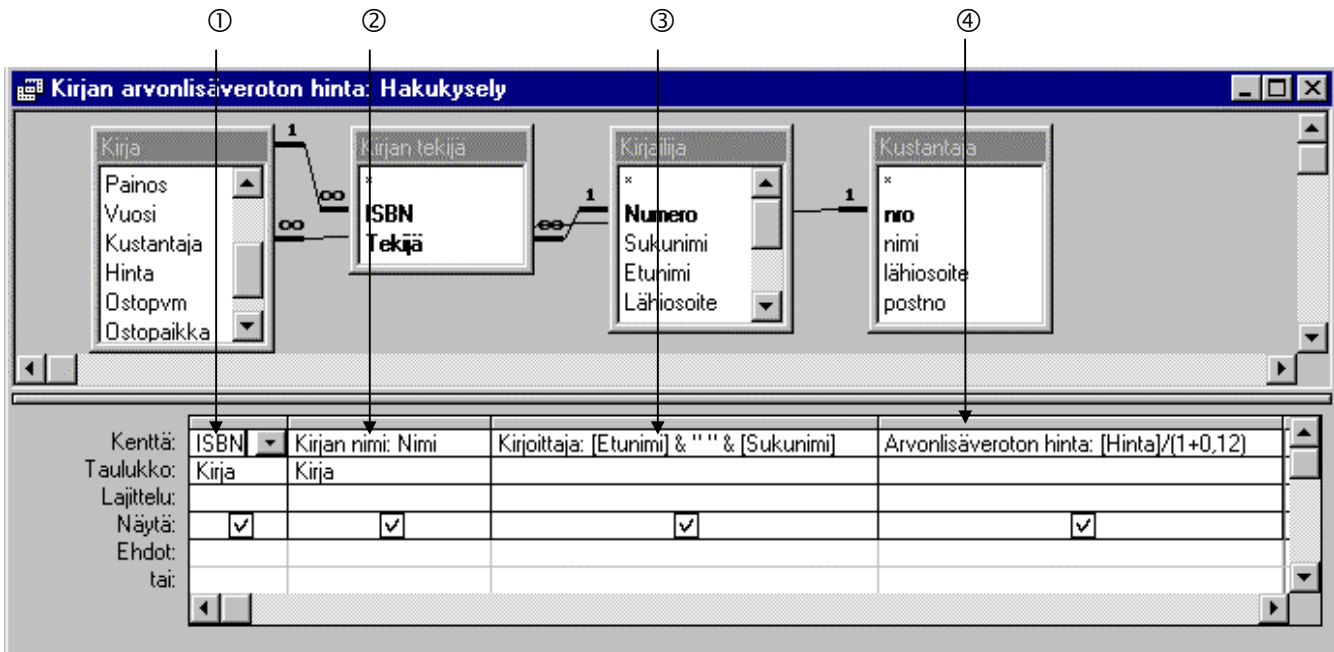 ① ② ③ ④
Kirjan arvonlisäveroton hinta: Hakukysely
Kirja
Painos
Vuosi
Kustantaja
Hinta
Ostopvm
Ostopaikka
1
∞
∞
Kirjan tekijä
*
ISBN
Tekijä
∞
1
Kirjailija
*
Numero
Sukunimi
Etunimi
Lähiosoite
1
Kustantaja
*
nro
nimi
lähiosoite
postno
Kenttä: ISBN Kirjan nimi: Nimi Kirjoittaja: [Etunimi] & " " & [Sukunimi] Arvonlisäveroton hinta: [Hinta]/(1+0,12)
Taulukko: Kirja Kirja
Lajittelu:
Näytä:
Ehdot:
tai: